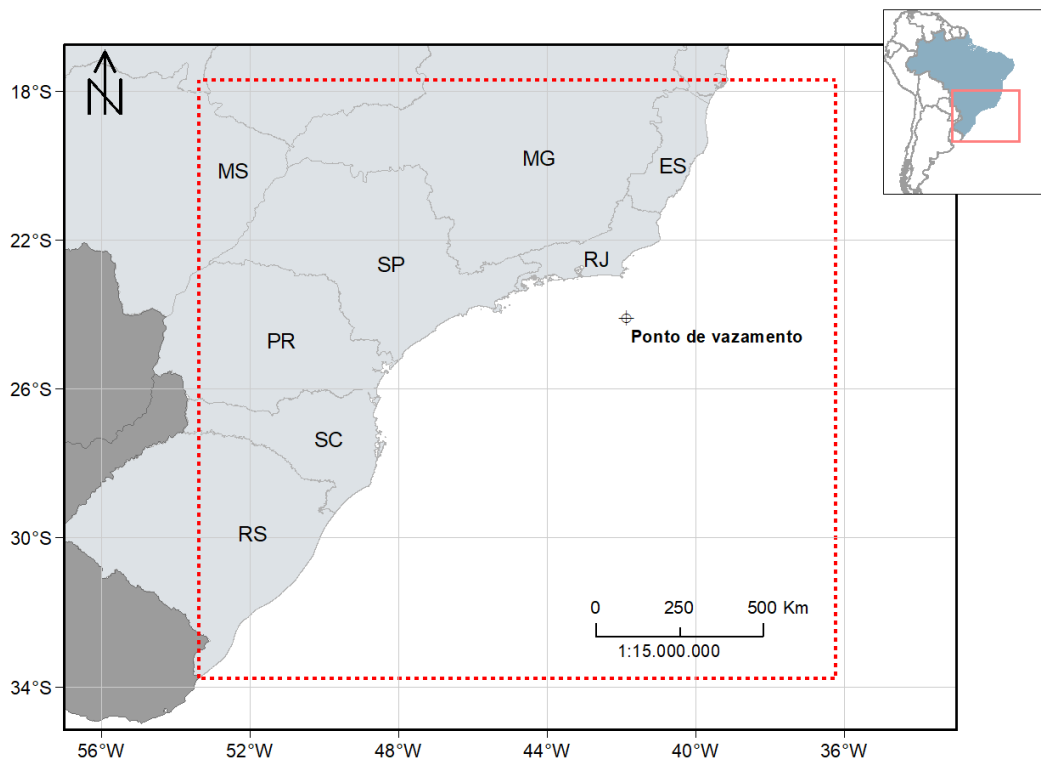 18°S
22°S
26°S
30°S
34°S
MS
MG
ES
SP
RJ
PR
SC
RS
Ponto de vazamento
0 250 500 Km
1:15.000.000
56°W 52°W 48°W 44°W 40°W 36°W
N